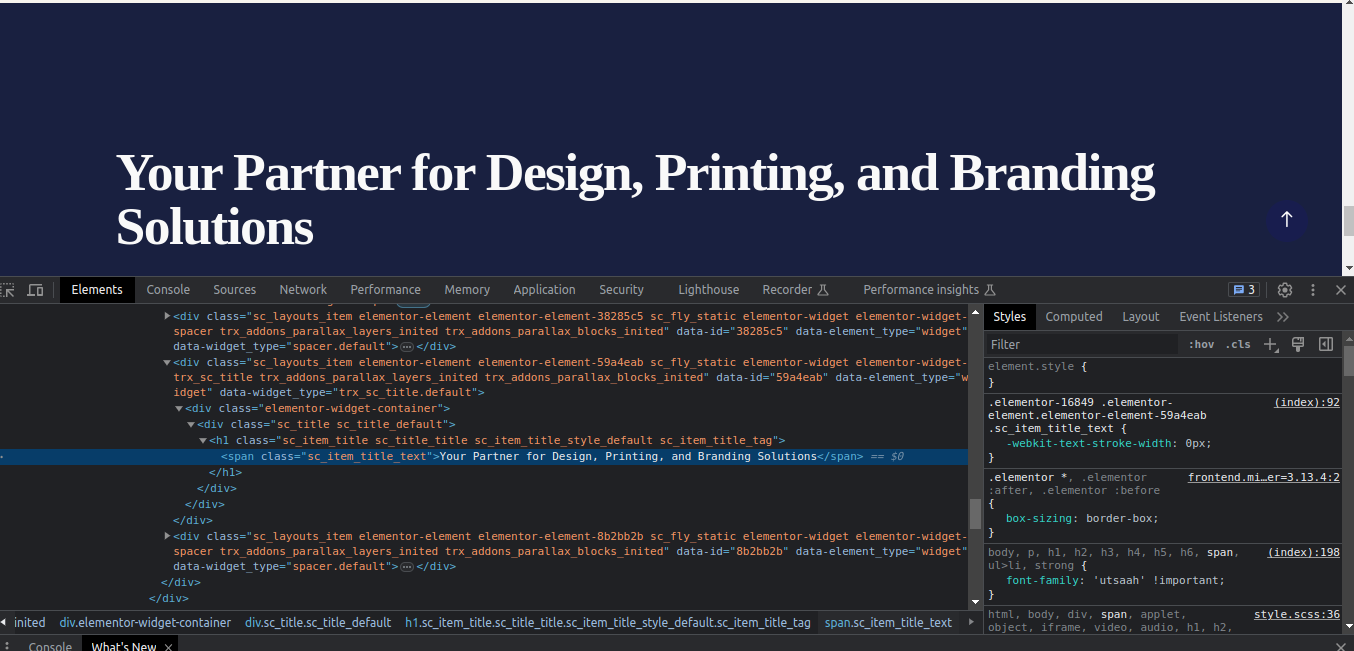 Your Partner for Design, Printing, and Branding
Solutions
Elements Console Sources Network Performance Memory Application Security Lighthouse Recorder Performance insights 3
<div class="sc_layouts_item elementor-element elementor-element-38285c5 sc_fly_static elementor-widget elementor-widget-
spacer trx_addons_parallax_layers_inited trx_addons_parallax_blocks_inited" data-id="38285c5" data-element_type="widget"
data-widget_type="spacer.default">⋯</div>
<div class="sc_layouts_item elementor-element elementor-element-59a4eab sc_fly_static elementor-widget elementor-widget-
trx_sc_title trx_addons_parallax_layers_inited trx_addons_parallax_blocks_inited" data-id="59a4eab" data-element_type="w
idget" data-widget_type="trx_sc_title.default">
<div class="elementor-widget-container">
<div class="sc_title sc_title_default">
<h1 class="sc_item_title sc_title_title sc_item_title_style_default sc_item_title_tag">
<span class="sc_item_title_text">Your Partner for Design, Printing, and Branding Solutions</span> == $0
</h1>
</div>
</div>
</div>
<div class="sc_layouts_item elementor-element elementor-element-8b2bb2b sc_fly_static elementor-widget elementor-widget-
spacer trx_addons_parallax_layers_inited trx_addons_parallax_blocks_inited" data-id="8b2bb2b" data-element_type="widget"
data-widget_type="spacer.default">⋯</div>
</div>
</div>
inited div.elementor-widget-container div.sc_title.sc_title_default h1.sc_item_title.sc_title_title.sc_item_title_style_default.sc_item_title_tag span.sc_item_title_text
Styles Computed Layout Event Listeners
Filter :hov .cls
element.style {
}
.elementor-16849 .elementor- (index):92
element.elementor-element-59a4eab
.sc_item_title_text {
-webkit-text-stroke-width: 0px;
}
.elementor *, .elementor frontend.mi…er=3.13.4:2
:after, .elementor :before
{
box-sizing: border-box;
}
body, p, h1, h2, h3, h4, h5, h6, span, (index):198
ul>li, strong {
font-family: 'utsaah' !important;
}
html, body, div, span, applet, style.scss:36
object, iframe, video, audio, h1, h2,
Console What's New